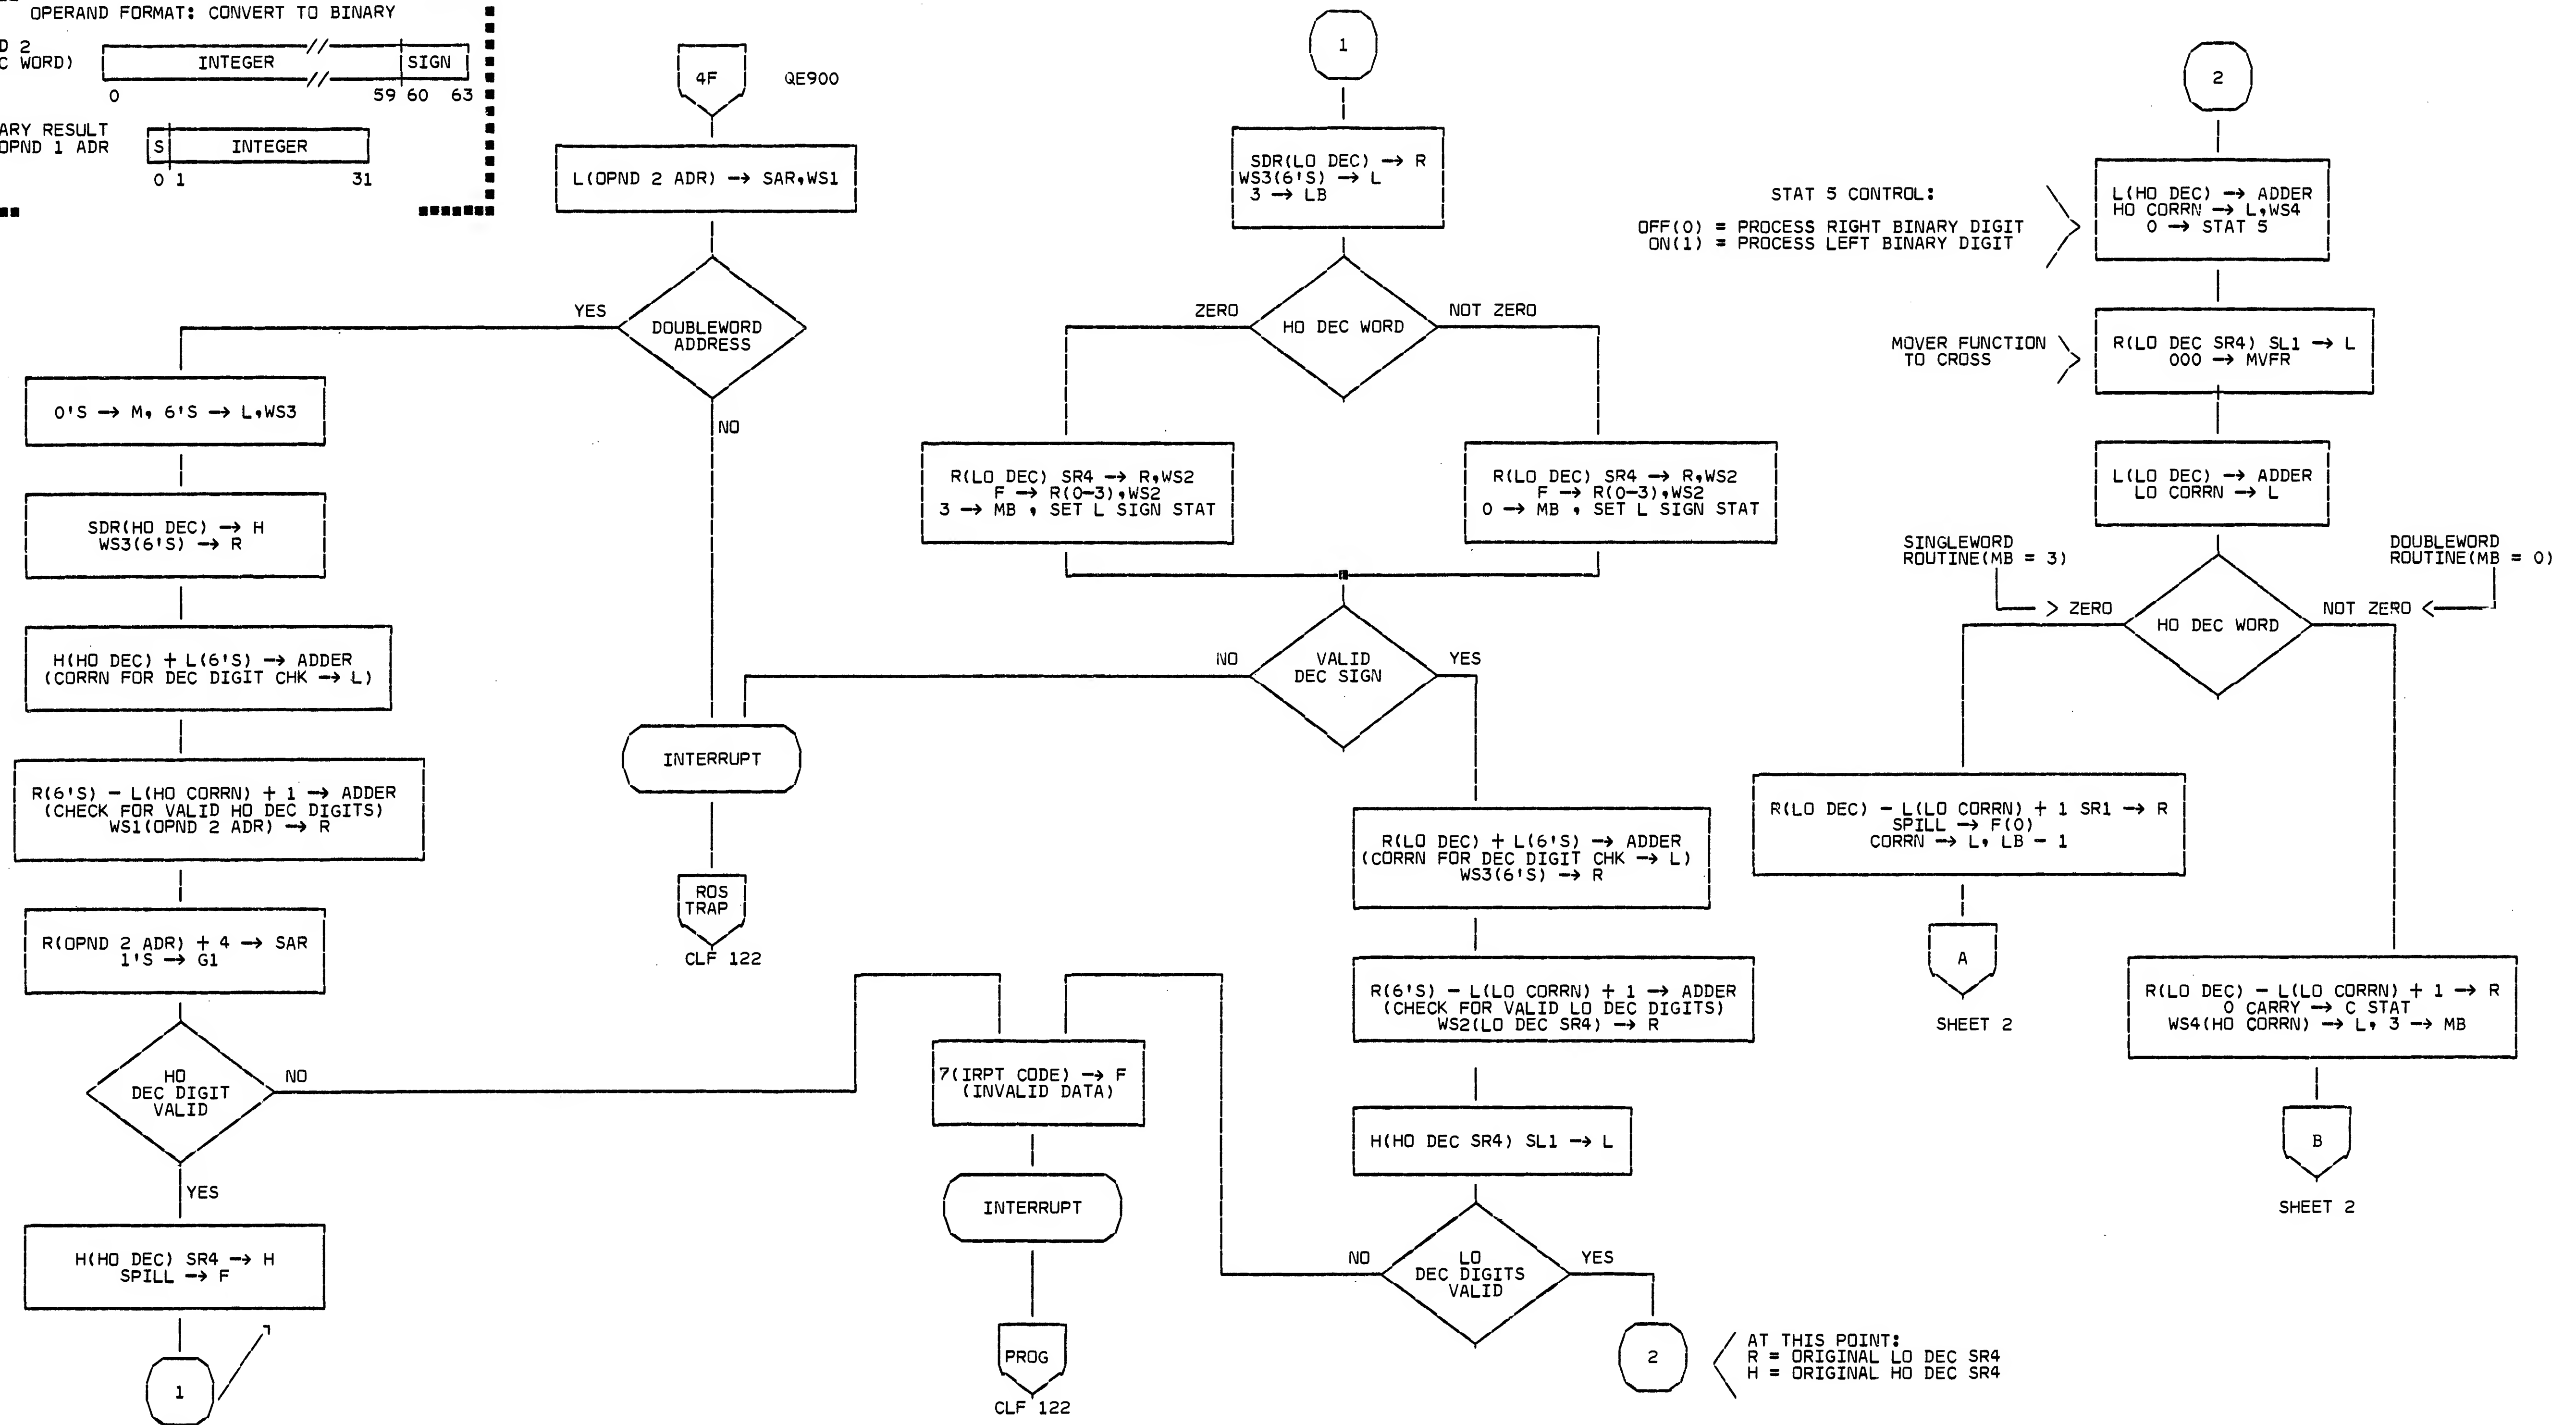 OPERAND FORMAT: CONVERT TO BINARY
D 2
C WORD)
INTEGER
SIGN
0
59 60 63
ARY RESULT
OPND 1 ADR
S
INTEGER
0 1
31
4F
QE900
L(OPND 2 ADR) → SAR,WS1
DOUBLEWORD
ADDRESS
YES
NO
0'S → M, 6'S → L,WS3
SDR(HO DEC) → H
WS3(6'S) → R
H(HO DEC) + L(6'S) → ADDER
(CORRN FOR DEC DIGIT CHK → L)
R(6'S) - L(HO CORRN) + 1 → ADDER
(CHECK FOR VALID HO DEC DIGITS)
WS1(OPND 2 ADR) → R
R(OPND 2 ADR) + 4 → SAR
1'S → G1
HO
DEC DIGIT
VALID
NO
YES
H(HO DEC) SR4 → H
SPILL → F
1
INTERRUPT
ROS
TRAP
CLF 122
7(IRPT CODE) → F
(INVALID DATA)
INTERRUPT
PROG
CLF 122
1
SDR(LO DEC) → R
WS3(6'S) → L
3 → LB
HO DEC WORD
ZERO
NOT ZERO
R(LO DEC) SR4 → R,WS2
F → R(0-3),WS2
3 → MB , SET L SIGN STAT
R(LO DEC) SR4 → R,WS2
F → R(0-3),WS2
0 → MB , SET L SIGN STAT
VALID
DEC SIGN
NO
YES
R(LO DEC) + L(6'S) → ADDER
(CORRN FOR DEC DIGIT CHK → L)
WS3(6'S) → R
R(6'S) - L(LO CORRN) + 1 → ADDER
(CHECK FOR VALID LO DEC DIGITS)
WS2(LO DEC SR4) → R
H(HO DEC SR4) SL1 → L
LO
DEC DIGITS
VALID
NO
YES
2
AT THIS POINT:
R = ORIGINAL LO DEC SR4
H = ORIGINAL HO DEC SR4
2
STAT 5 CONTROL:
OFF(0) = PROCESS RIGHT BINARY DIGIT
ON(1) = PROCESS LEFT BINARY DIGIT
L(HO DEC) → ADDER
HO CORRN → L,WS4
0 → STAT 5
MOVER FUNCTION
TO CROSS
R(LO DEC SR4) SL1 → L
000 → MVFR
L(LO DEC) → ADDER
LO CORRN → L
SINGLEWORD
ROUTINE(MB = 3)
DOUBLEWORD
ROUTINE(MB = 0)
ZERO
HO DEC WORD
NOT ZERO
R(LO DEC) - L(LO CORRN) + 1 SR1 → R
SPILL → F(0)
CORRN → L, LB - 1
A
SHEET 2
R(LO DEC) - L(LO CORRN) + 1 → R
0 CARRY → C STAT
WS4(HO CORRN) → L, 3 → MB
B
SHEET 2